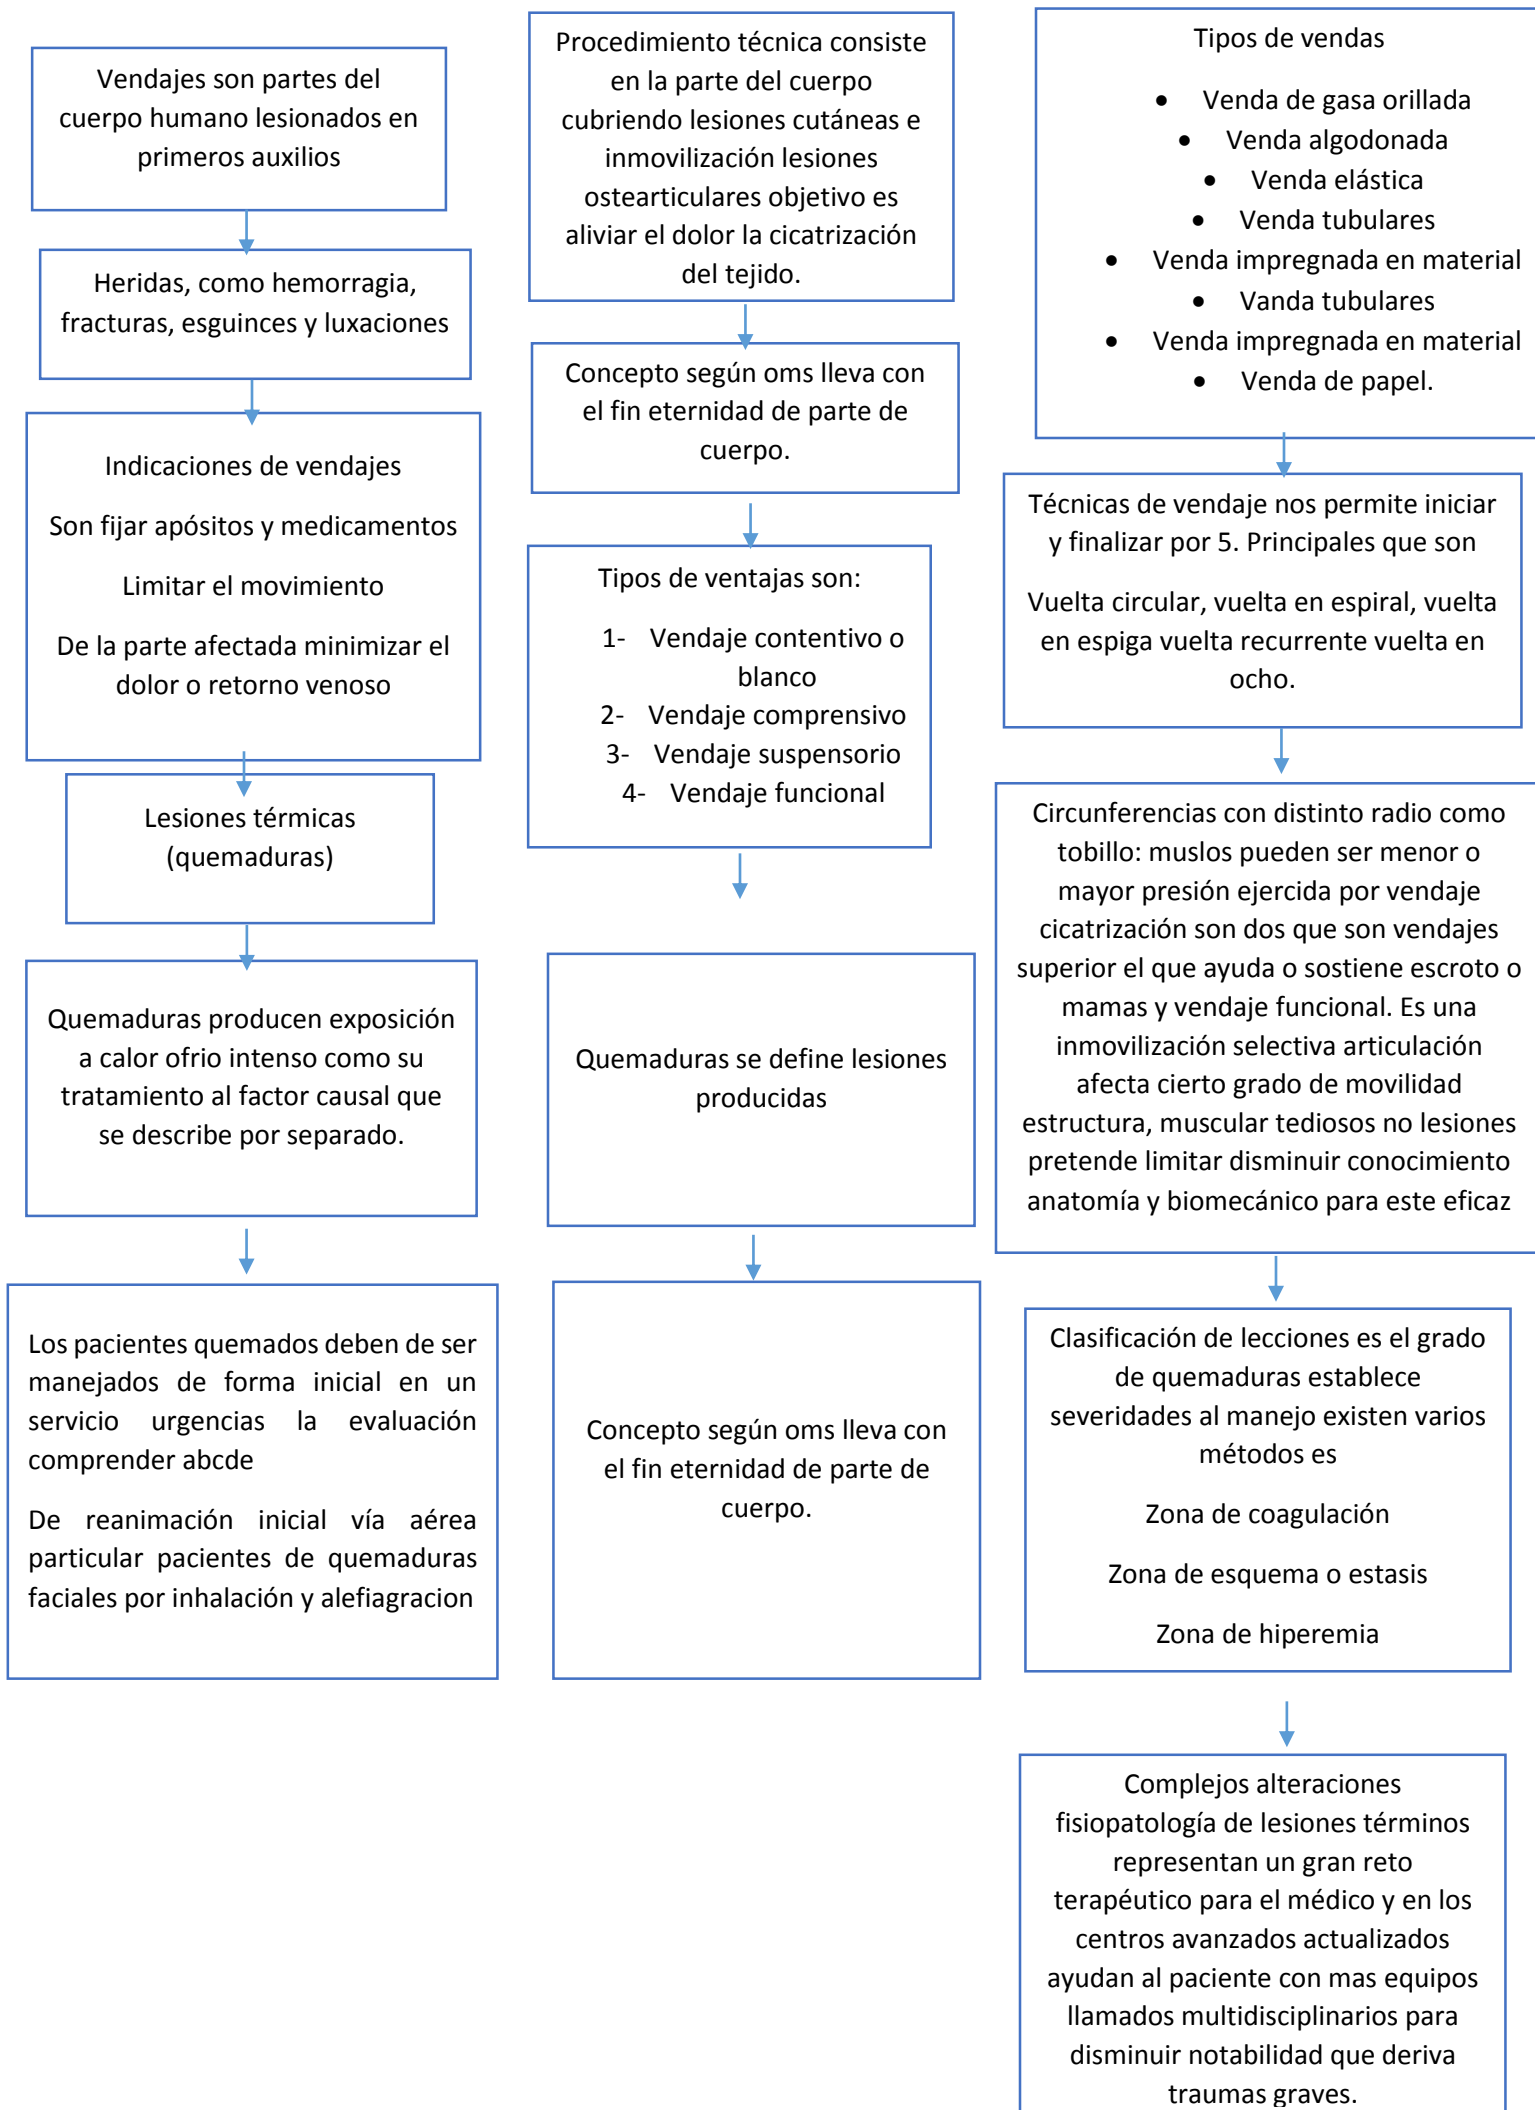 Vendajes son partes del
cuerpo humano lesionados en
primeros auxilios
Heridas, como hemorragia,
fracturas, esguinces y luxaciones
Indicaciones de vendajes
Son fijar apósitos y medicamentos
Limitar el movimiento
De la parte afectada minimizar el
dolor o retorno venoso
Lesiones térmicas
(quemaduras)
Quemaduras producen exposición
a calor ofrio intenso como su
tratamiento al factor causal que
se describe por separado.
Los pacientes quemados deben de ser
manejados de forma inicial en un
servicio urgencias la evaluación
comprender abcde
De reanimación inicial vía aérea
particular pacientes de quemaduras
faciales por inhalación y alefiagracion
Procedimiento técnica consiste
en la parte del cuerpo
cubriendo lesiones cutáneas e
inmovilización lesiones
ostearticulares objetivo es
aliviar el dolor la cicatrización
del tejido.
Concepto según oms lleva con
el fin eternidad de parte de
cuerpo.
Tipos de ventajas son:
1- Vendaje contentivo o
blanco
2- Vendaje comprensivo
3- Vendaje suspensorio
4- Vendaje funcional
Quemaduras se define lesiones
producidas
Concepto según oms lleva con
el fin eternidad de parte de
cuerpo.
Tipos de vendas
• Venda de gasa orillada
• Venda algodonada
• Venda elástica
• Venda tubulares
• Venda impregnada en material
• Vanda tubulares
• Venda impregnada en material
• Venda de papel.
Técnicas de vendaje nos permite iniciar
y finalizar por 5. Principales que son
Vuelta circular, vuelta en espiral, vuelta
en espiga vuelta recurrente vuelta en
ocho.
Circunferencias con distinto radio como
tobillo: muslos pueden ser menor o
mayor presión ejercida por vendaje
cicatrización son dos que son vendajes
superior el que ayuda o sostiene escroto o
mamas y vendaje funcional. Es una
inmovilización selectiva articulación
afecta cierto grado de movilidad
estructura, muscular tediosos no lesiones
pretende limitar disminuir conocimiento
anatomía y biomecánico para este eficaz
Clasificación de lecciones es el grado
de quemaduras establece
severidades al manejo existen varios
métodos es
Zona de coagulación
Zona de esquema o estasis
Zona de hiperemia
Complejos alteraciones
fisiopatología de lesiones términos
representan un gran reto
terapéutico para el médico y en los
centros avanzados actualizados
ayudan al paciente con mas equipos
llamados multidisciplinarios para
disminuir notabilidad que deriva
traumas graves.